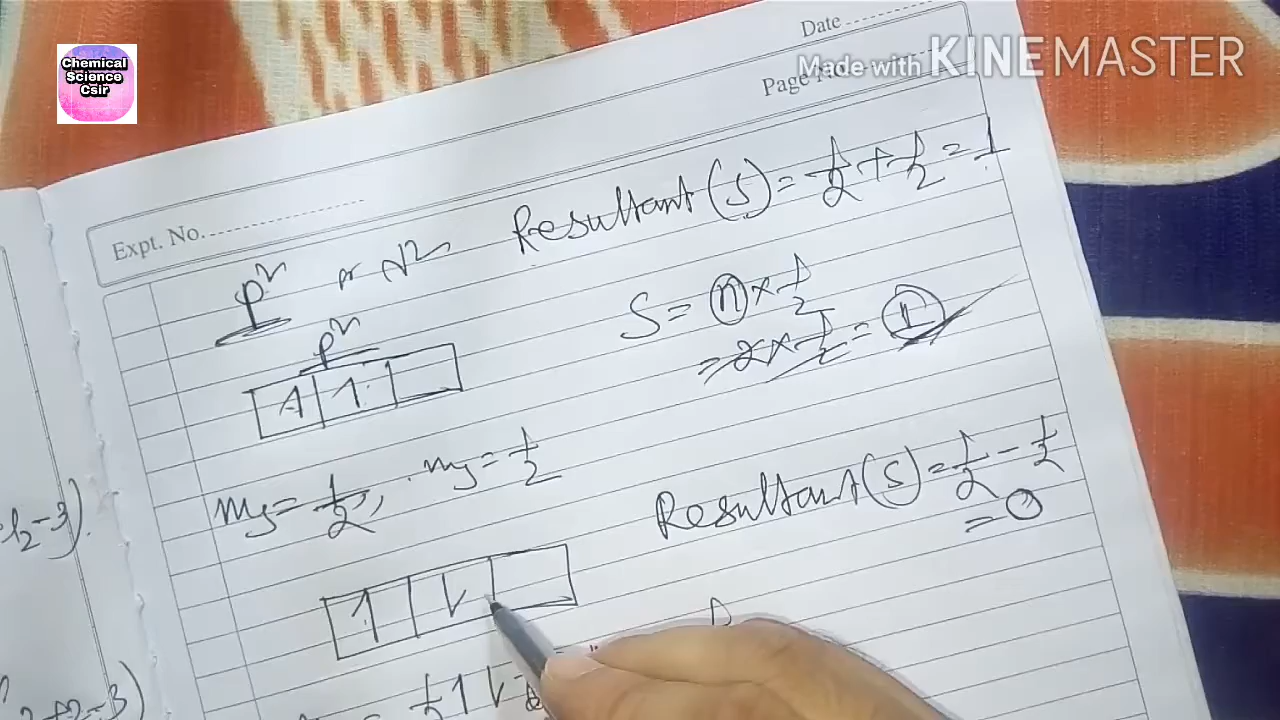 Chemical
Science
Csir
Made with KINEMASTER
Date
Page No.
Expt. No.
p² or d² Resultant (S) = 1/2 + 1/2 = 1
S = n × 1/2
= 2 × 1/2 = 1
p²
1 1
ms = 1/2, ms = 1/2
Resultant (S) = 1/2 - 1/2
= 0